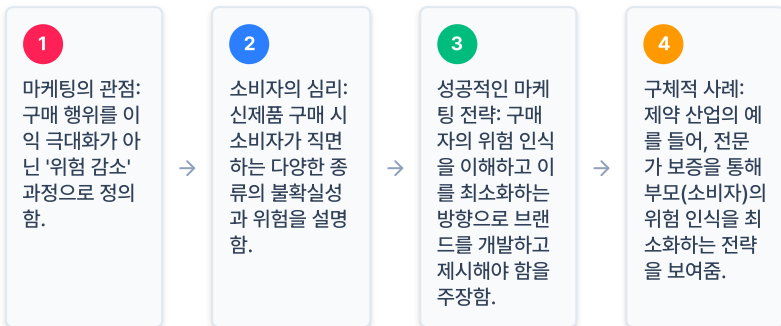 1
마케팅의 관점:
구매 행위를 이
익 극대화가 아
닌 '위험 감소'
과정으로 정의
함.
2
소비자의 심리:
신제품 구매 시
소비자가 직면
하는 다양한 종
류의 불확실성
과 위험을 설명
함.
3
성공적인 마케
팅 전략: 구매
자의 위험 인식
을 이해하고 이
를 최소화하는
방향으로 브랜
드를 개발하고
제시해야 함을
주장함.
4
구체적 사례:
제약 산업의 예
를 들어, 전문
가 보증을 통해
부모(소비자)의
위험 인식을 최
소화하는 전략
을 보여줌.